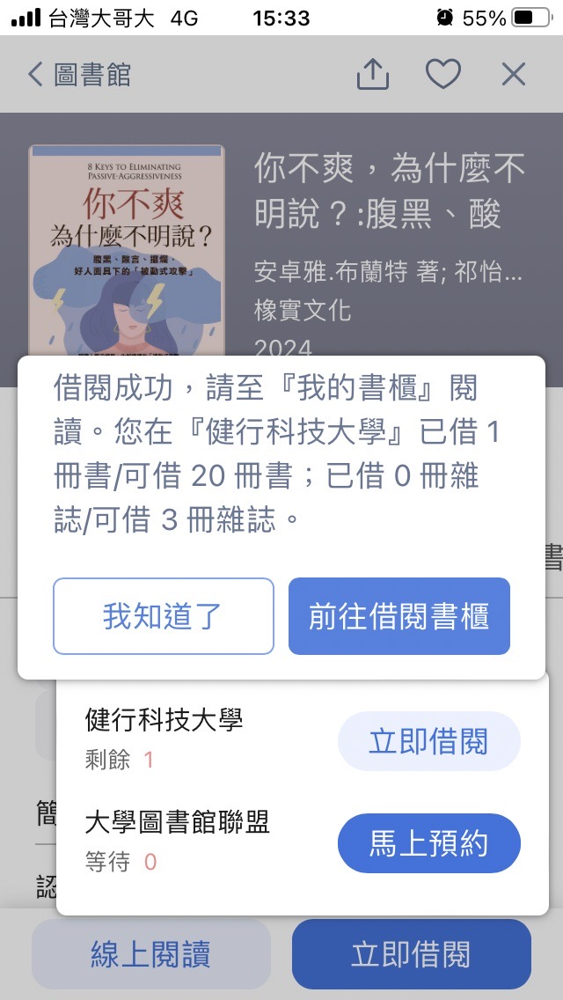 台灣大哥大 4G 15:33 55%
圖書館
8 KEYS TO ELIMINATING
PASSIVE-AGGRESSIVENESS
你不爽
為什麼不明說？
腹黑、酸言、擺爛，
好人面具下的「被動式攻擊」
你不爽，為什麼不
明說？:腹黑、酸
安卓雅.布蘭特 著; 祁怡...
橡實文化
2024
借閱成功，請至『我的書櫃』閱
讀。您在『健行科技大學』已借 1
冊書/可借 20 冊書；已借 0 冊雜
誌/可借 3 冊雜誌。
書
我知道了
前往借閱書櫃
健行科技大學
剩餘 1
立即借閱
簡
大學圖書館聯盟
等待 0
馬上預約
認
線上閱讀
立即借閱